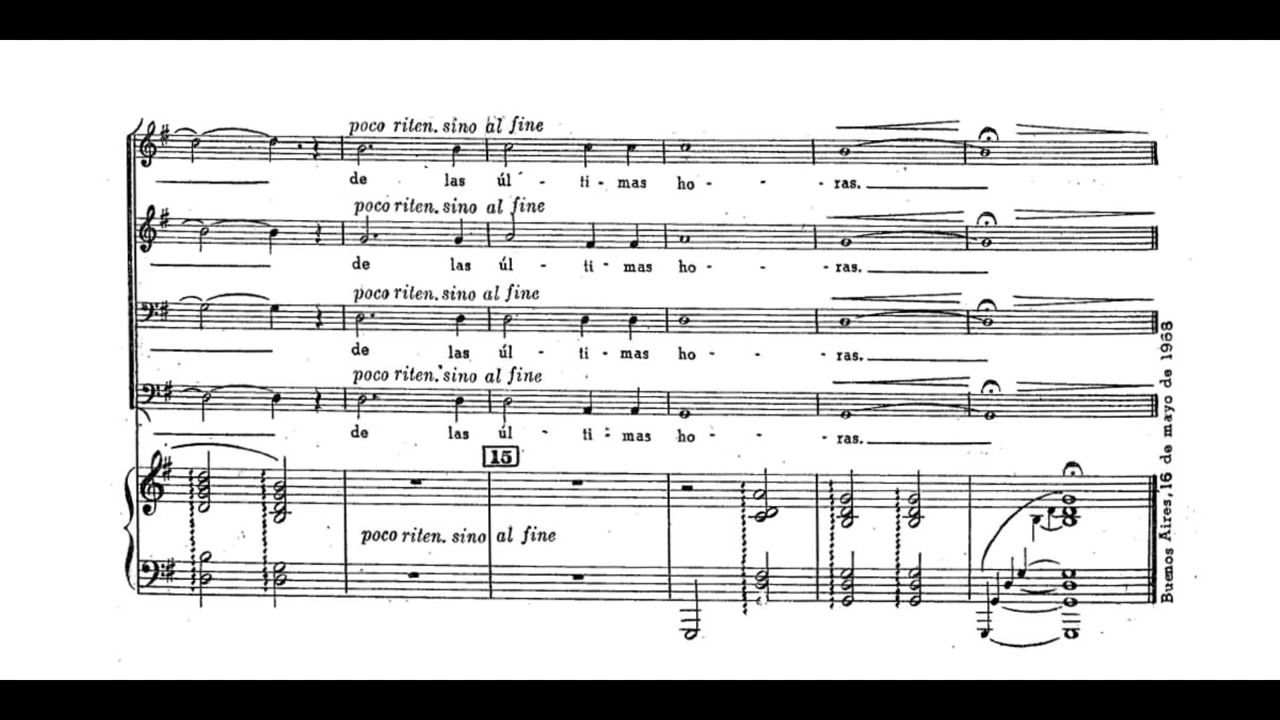 poco riten. sino al fine
de las úl - ti - mas ho - - - ras.
poco riten. sino al fine
de las úl - ti - mas ho - - - ras.
poco riten. sino al fine
de las úl - ti - mas ho - - - ras.
poco riten. sino al fine
de las úl - ti - mas ho - - - ras.
15
poco riten. sino al fine
Buenos Aires, 16 de mayo de 1968